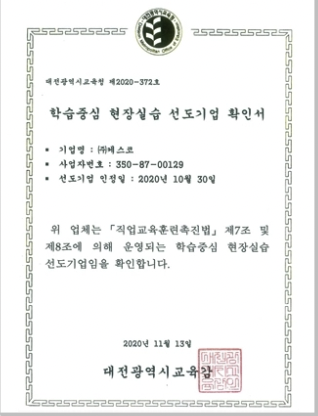 대전광역시교육청 제2020-372호
학습중심 현장실습 선도기업 확인서
▪ 기업명 : ㈜베스코
▪ 사업자번호 : 350-87-00129
▪ 선도기업 인정일 : 2020년 10월 30일
위 업체는 「직업교육훈련촉진법」 제7조 및
제8조에 의해 운영되는 학습중심 현장실습
선도기업임을 확인합니다.
2020년 11월 13일
대전광역시교육감